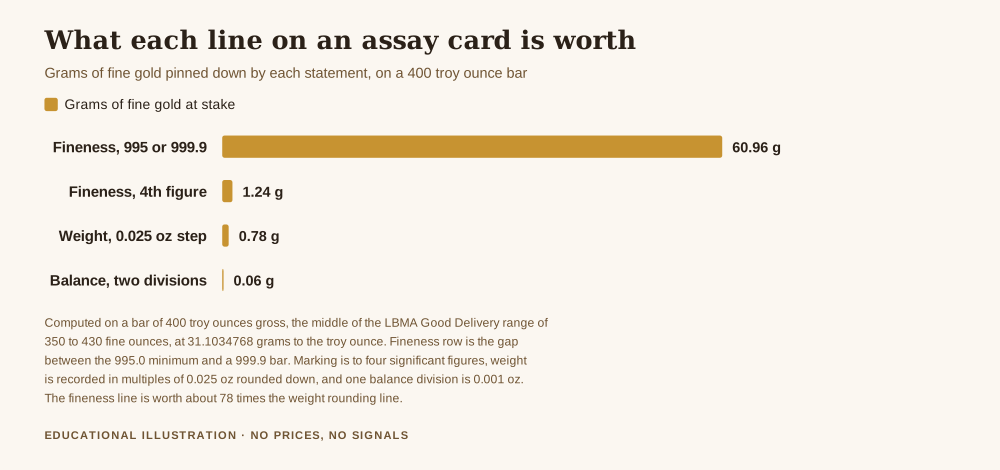 What each line on an assay card is worth
Grams of fine gold pinned down by each statement, on a 400 troy ounce bar
Grams of fine gold at stake
Fineness, 995 or 999.9 60.96 g
Fineness, 4th figure 1.24 g
Weight, 0.025 oz step 0.78 g
Balance, two divisions 0.06 g
Computed on a bar of 400 troy ounces gross, the middle of the LBMA Good Delivery range of
350 to 430 fine ounces, at 31.1034768 grams to the troy ounce. Fineness row is the gap
between the 995.0 minimum and a 999.9 bar. Marking is to four significant figures, weight
is recorded in multiples of 0.025 oz rounded down, and one balance division is 0.001 oz.
The fineness line is worth about 78 times the weight rounding line.
EDUCATIONAL ILLUSTRATION · NO PRICES, NO SIGNALS